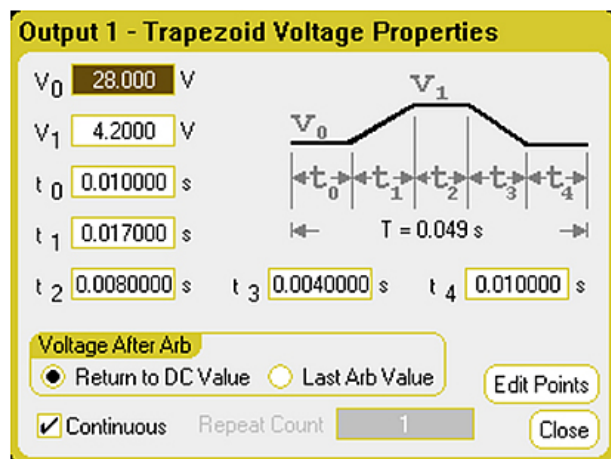 Output 1 - Trapezoid Voltage Properties
V0 28.000 V
V1 4.2000 V
t 0 0.010000 s
t 1 0.017000 s
t 2 0.0080000 s t 3 0.0040000 s t 4 0.010000 s
V0
V1
t0 t1 t2 t3 t4
T = 0.049 s
Voltage After Arb
Return to DC Value Last Arb Value
Edit Points
Continuous Repeat Count 1
Close